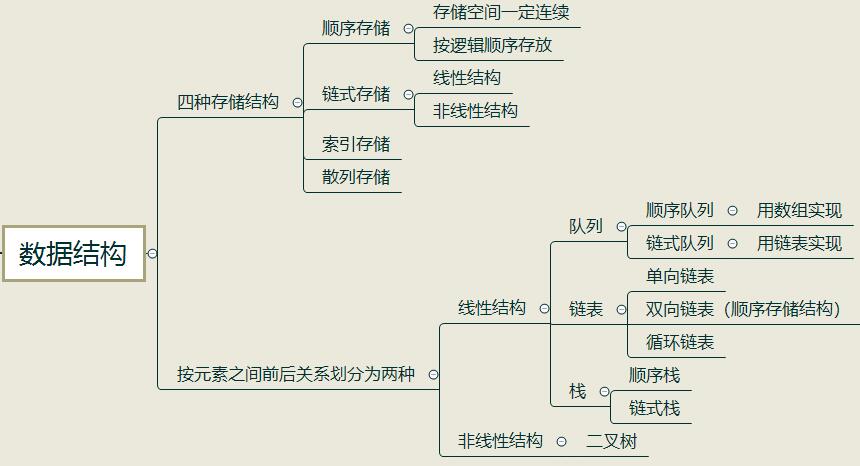 数据结构
四种存储结构
顺序存储
存储空间一定连续
按逻辑顺序存放
链式存储
线性结构
非线性结构
索引存储
散列存储
按元素之间前后关系划分为两种
线性结构
队列
顺序队列
用数组实现
链式队列
用链表实现
链表
单向链表
双向链表（顺序存储结构）
循环链表
栈
顺序栈
链式栈
非线性结构
二叉树